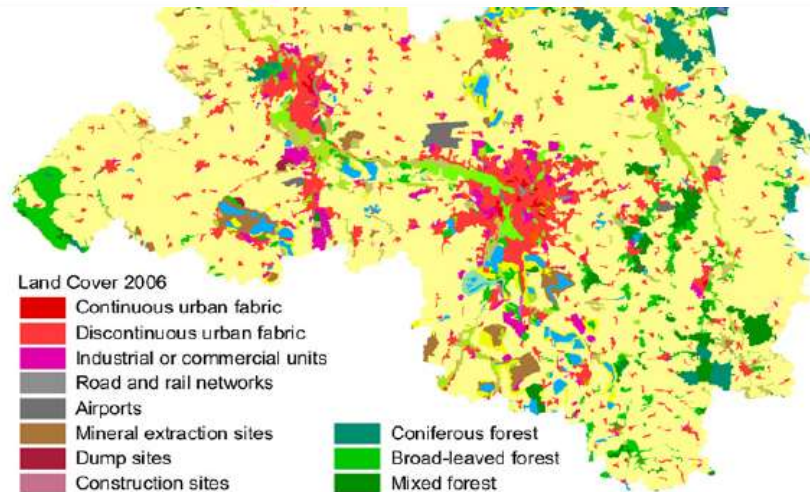 Land Cover 2006
Continuous urban fabric
Discontinuous urban fabric
Industrial or commercial units
Road and rail networks
Airports
Mineral extraction sites
Dump sites
Construction sites
Coniferous forest
Broad-leaved forest
Mixed forest